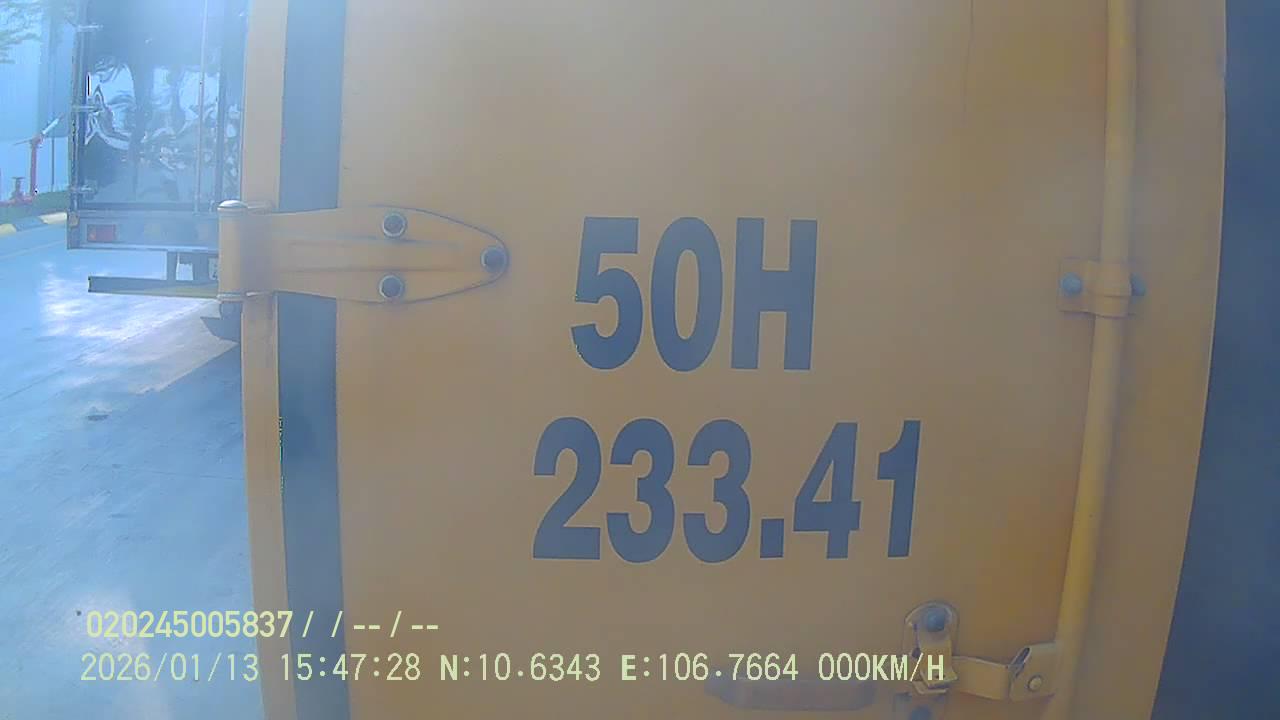 50H
233.41
020245005837/ /--/--
2026/01/13 15:47:28 N:10.6343 E:106.7664 000KM/H